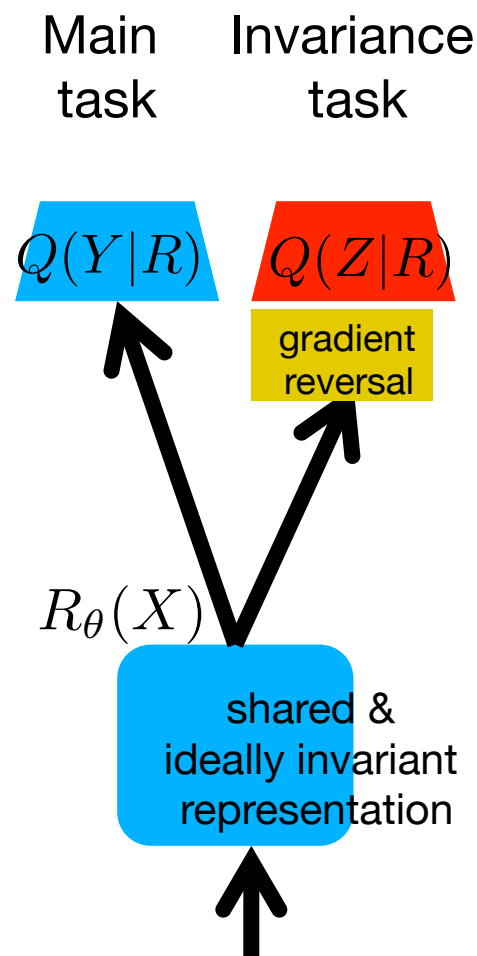 Main task
Invariance task
Q(Y|R)
Q(Z|R)
gradient
reversal
R_θ(X)
shared &
ideally invariant
representation